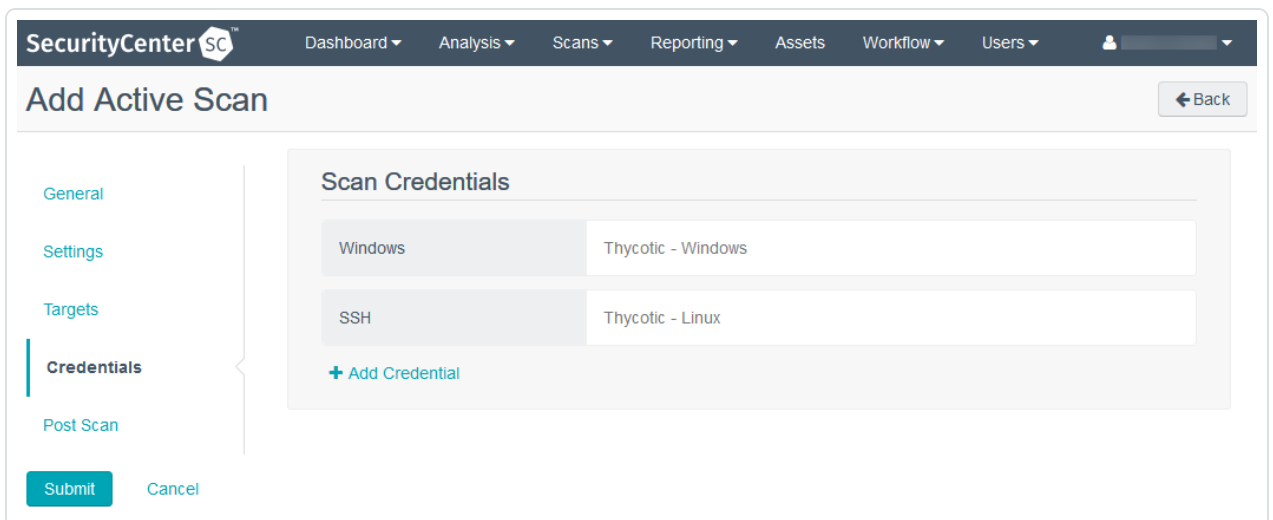 SecurityCenter SC™ Dashboard Analysis Scans Reporting Assets Workflow Users
Add Active Scan Back
General
Settings
Targets
Credentials
Post Scan
Submit Cancel
Scan Credentials
Windows Thycotic - Windows
SSH Thycotic - Linux
Add Credential